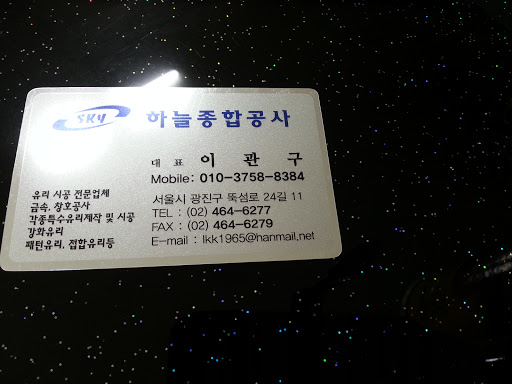 SKY
하늘종합공사
대 표 이 관 구
Mobile: 010-3758-8384
유리 시공 전문업체
금속, 창호공사
각종특수유리제작 및 시공
강화유리
패턴유리, 접합유리등
서울시 광진구 뚝섬로 24길 11
TEL : (02) 464-6277
FAX : (02) 464-6279
E-mail : lkk1965@hanmail.net